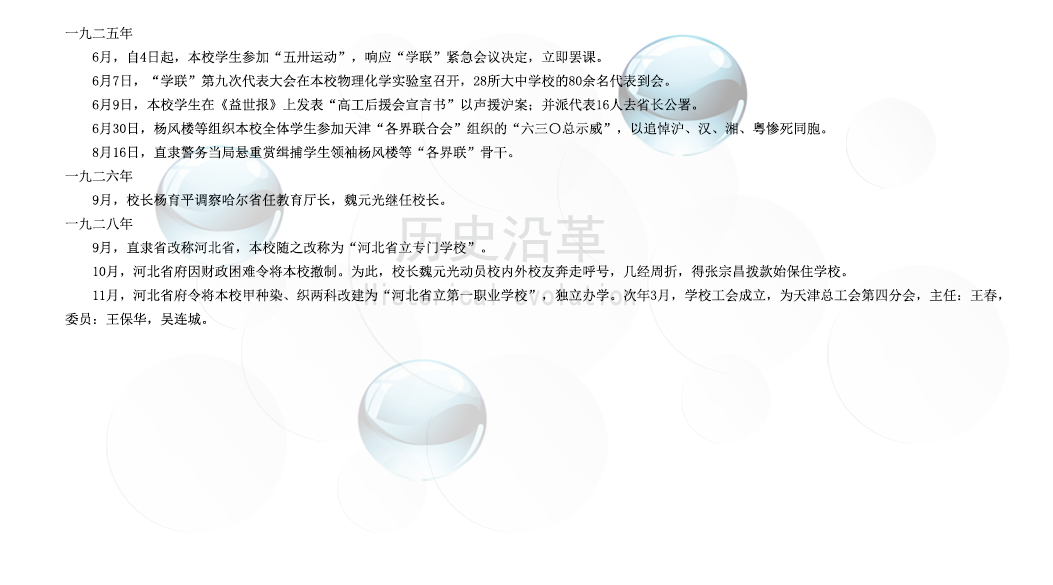 一九二五年
6月，自4日起，本校学生参加“五卅运动”，响应“学联”紧急会议决定，立即罢课。
6月7日，“学联”第九次代表大会在本校物理化学实验室召开，28所大中学校的80余名代表到会。
6月9日，本校学生在《益世报》上发表“高工后援会宣言书”以声援沪案；并派代表16人去省长公署。
6月30日，杨风楼等组织本校全体学生参加天津“各界联合会”组织的“六三〇总示威”，以追悼沪、汉、湘、粤惨死同胞。
8月16日，直隶警务当局悬重赏缉捕学生领袖杨风楼等“各界联”骨干。
一九二六年
9月，校长杨育平调察哈尔省任教育厅长，魏元光继任校长。
一九二八年
9月，直隶省改称河北省，本校随之改称为“河北省立专门学校”。
历史沿革
10月，河北省府因财政困难令将本校撤制。为此，校长魏元光动员校内外校友奔走呼号，几经周折，得张宗昌拨款始保住学校。
Historical evolution
11月，河北省府令将本校甲种染、织两科改建为“河北省立第一职业学校”，独立办学。次年3月，学校工会成立，为天津总工会第四分会，主任：王春，
委员：王保华，吴连城。